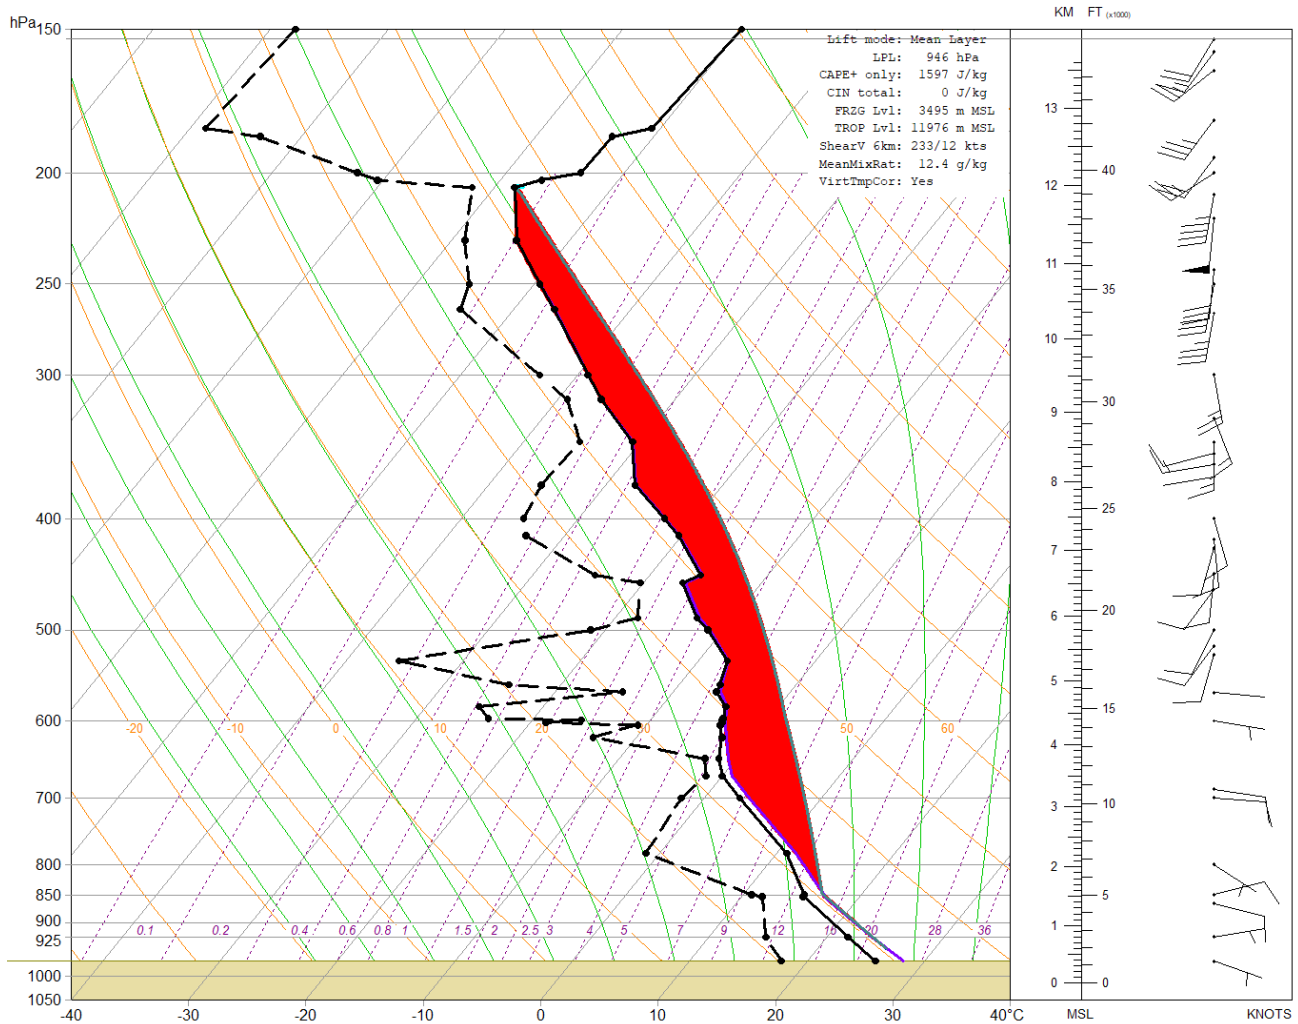 hPa
KM FT (x1000)
150
Lift mode: Mean Layer
LPL: 946 hPa
CAPE+ only: 1597 J/kg
CIN total: 0 J/kg
FRZG Lvl: 3495 m MSL
TROP Lvl: 11976 m MSL
ShearV 6km: 233/12 kts
MeanMixRat: 12.4 g/kg
VirtTmpCor: Yes
13
200
40
12
11
250
35
10
300
30
9
8
400
25
7
20
6
500
5
15
600
-20 -10 0 10 20 30 40 50 60
4
700
3
10
800
2
850
5
900
0.1 0.2 0.4 0.6 0.8 1 1.5 2 2.5 3 4 5 7 9 12 16 20 28 36
1
925
1000
0 0
1050
-40 -30 -20 -10 0 10 20 30 40°C
MSL KNOTS